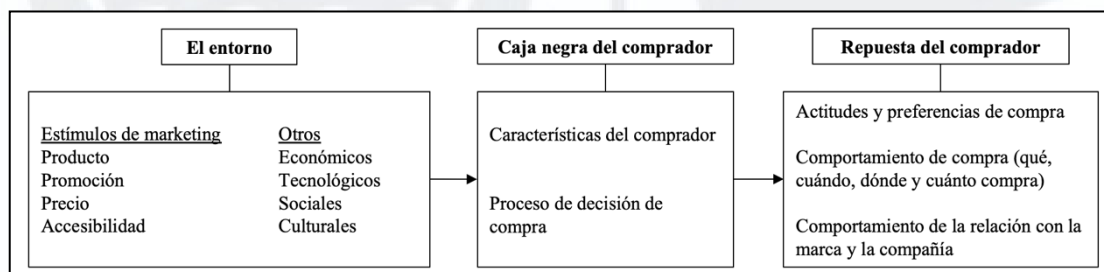 El entorno
Caja negra del comprador
Repuesta del comprador
Estímulos de marketing
Producto
Promoción
Precio
Accesibilidad
Otros
Económicos
Tecnológicos
Sociales
Culturales
Características del comprador
Proceso de decisión de
compra
Actitudes y preferencias de compra
Comportamiento de compra (qué,
cuándo, dónde y cuánto compra)
Comportamiento de la relación con la
marca y la compañía